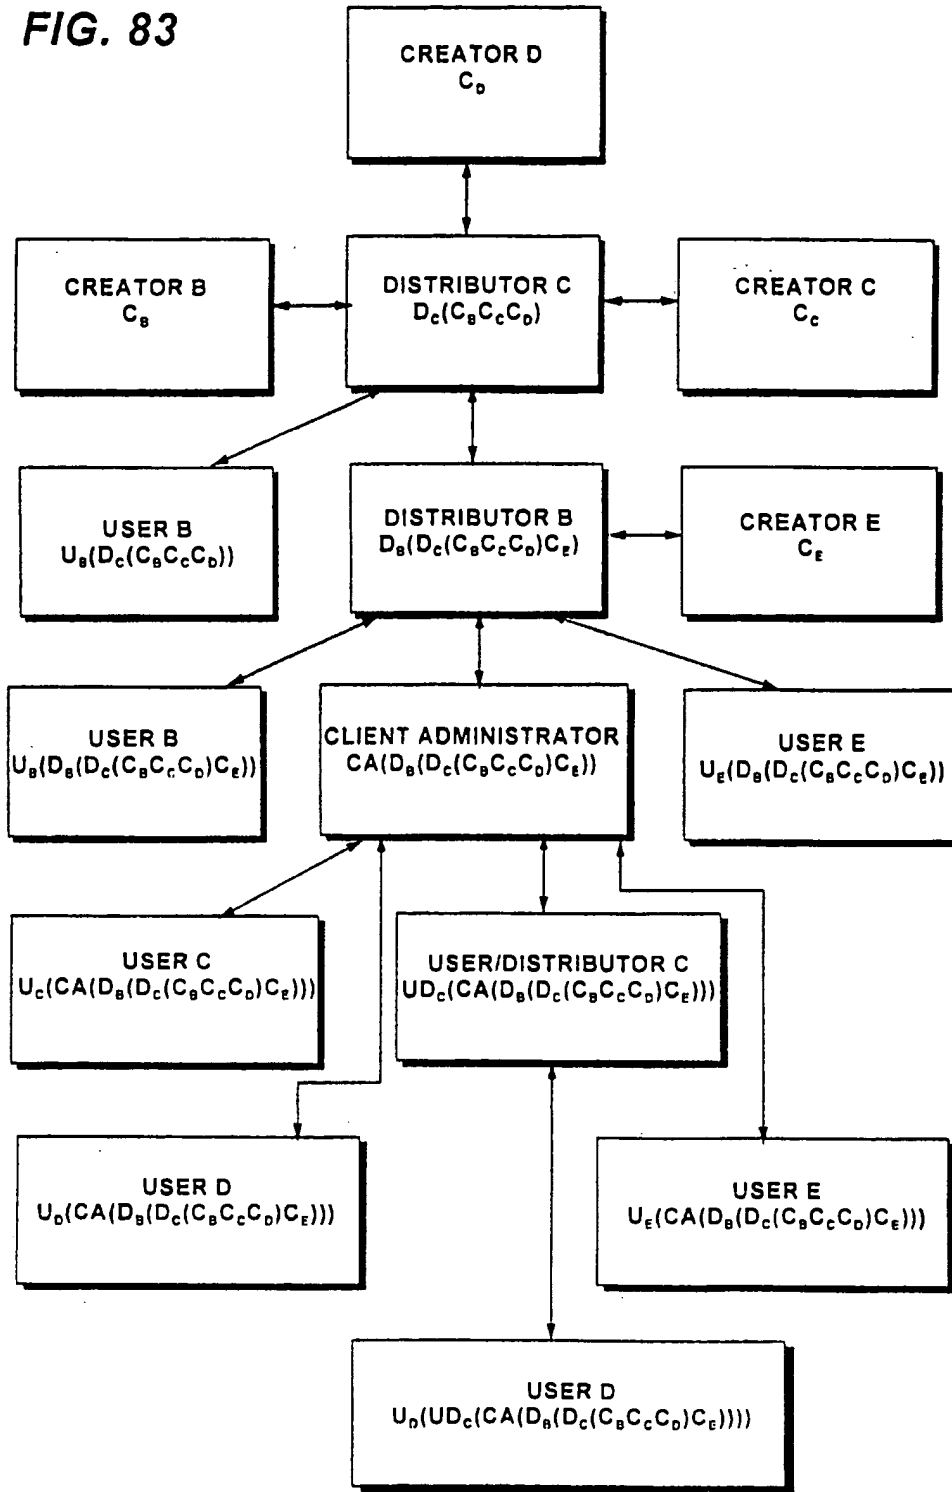 FIG. 83
CREATOR D
C_D
CREATOR B
C_B
DISTRIBUTOR C
D_C(C_BC_CC_D)
CREATOR C
C_C
USER B
U_B(D_C(C_BC_CC_D))
DISTRIBUTOR B
D_B(D_C(C_BC_CC_D)C_E)
CREATOR E
C_E
USER B
U_B(D_B(D_C(C_BC_CC_D)C_E))
CLIENT ADMINISTRATOR
CA(D_B(D_C(C_BC_CC_D)C_E))
USER E
U_E(D_B(D_C(C_BC_CC_D)C_E))
USER C
U_C(CA(D_B(D_C(C_BC_CC_D)C_E)))
USER/DISTRIBUTOR C
UD_C(CA(D_B(D_C(C_BC_CC_D)C_E)))
USER D
U_D(CA(D_B(D_C(C_BC_CC_D)C_E)))
USER E
U_E(CA(D_B(D_C(C_BC_CC_D)C_E)))
USER D
U_D(UD_C(CA(D_B(D_C(C_BC_CC_D)C_E))))